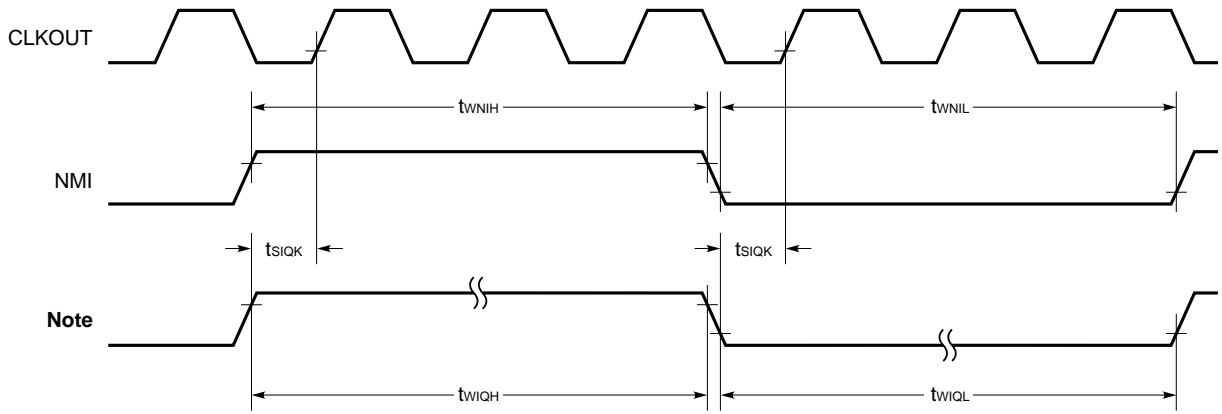 CLKOUT
tWNIH
tWNIL
NMI
tSIQK
tSIQK
Note
tWIQH
tWIQL